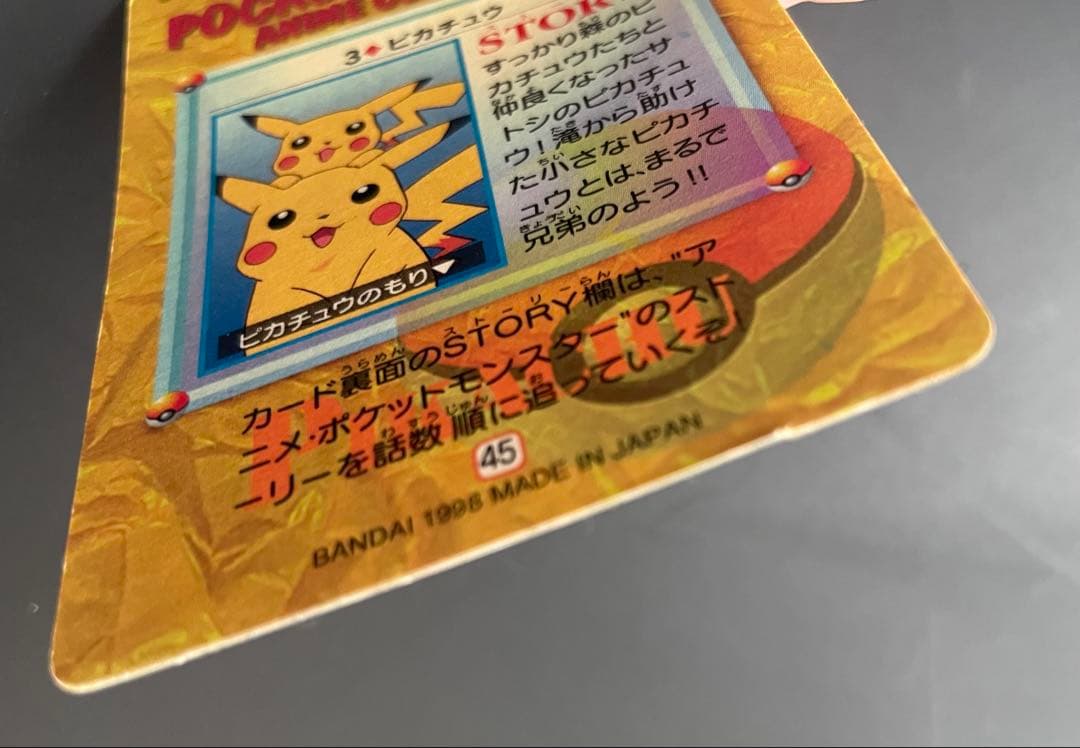 3♦ピカチュウ
すっかり森のピ
カチュウたちと
仲良くなったサ
トシのピカチュ
ウ!滝から助け
た小さなピカチ
ュウとは、まるで
兄弟のよう!!
ピカチュウのもり▼
カード裏面のSTORY欄は、"ア
ニメ・ポケットモンスター"のスト
ーリーを話数順に追っていくぞ
45
BANDAI 1998 MADE IN JAPAN